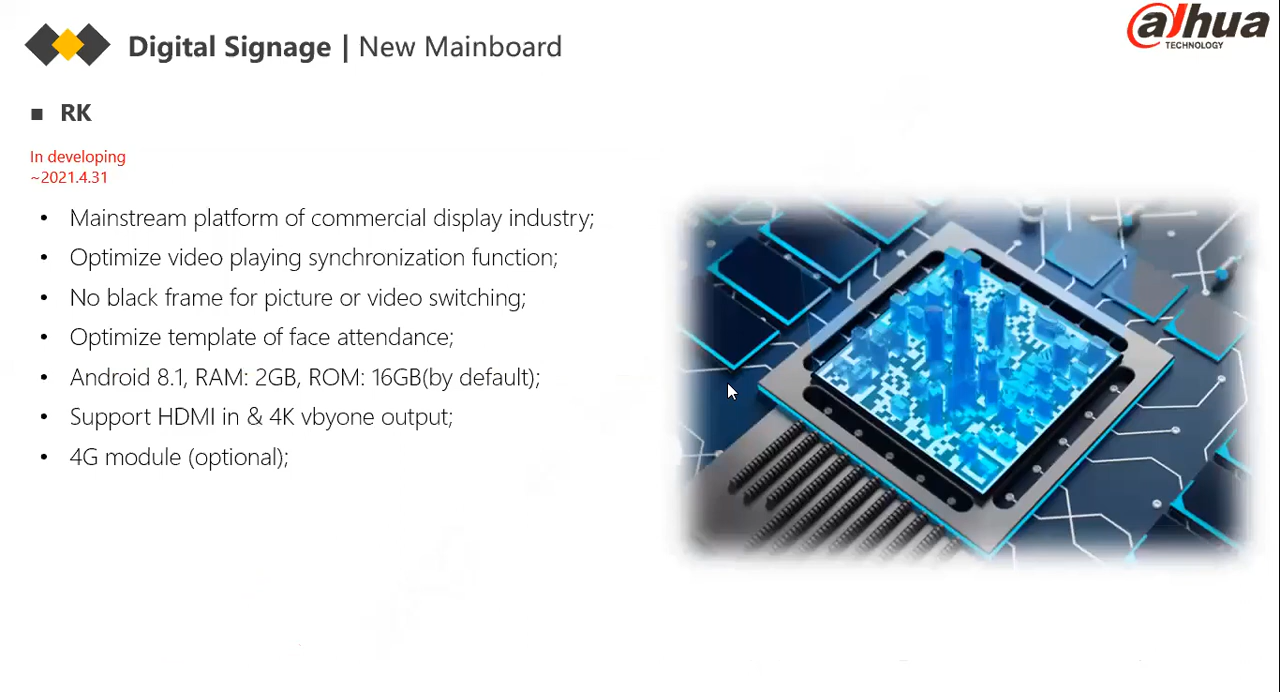 Digital Signage | New Mainboard
alhua
TECHNOLOGY
RK
In developing
~2021.4.31
• Mainstream platform of commercial display industry;
• Optimize video playing synchronization function;
• No black frame for picture or video switching;
• Optimize template of face attendance;
• Android 8.1, RAM: 2GB, ROM: 16GB(by default);
• Support HDMI in & 4K vbyone output;
• 4G module (optional);